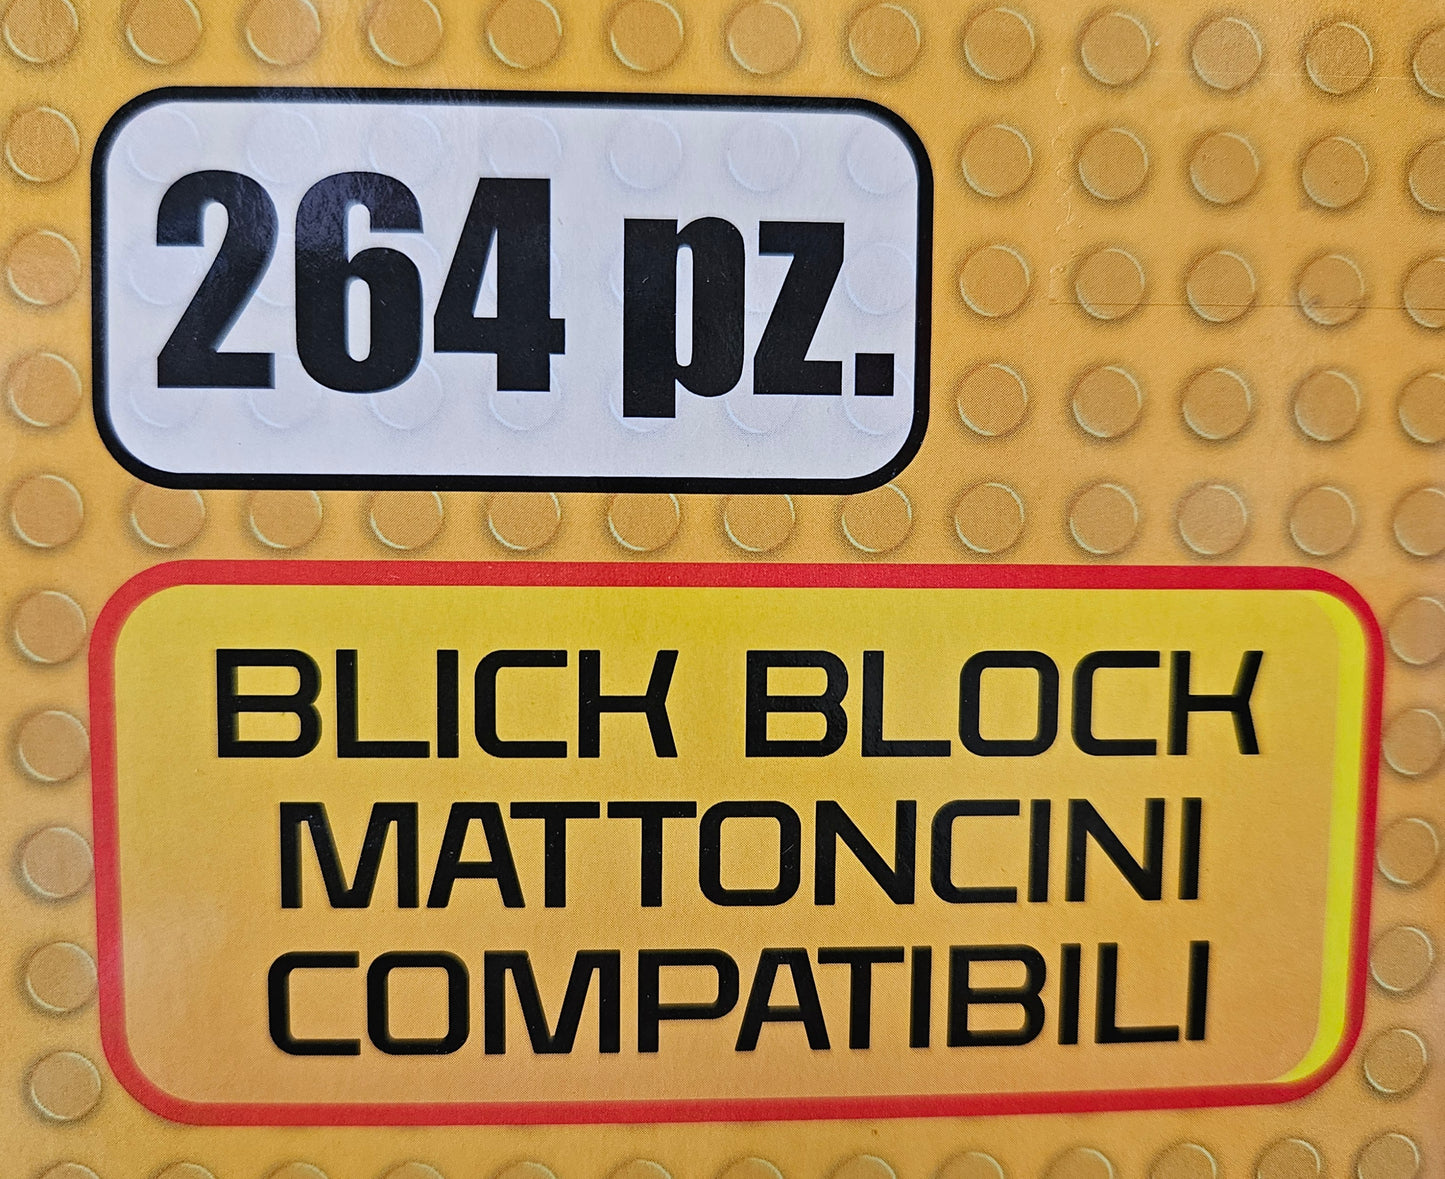 264 pz.
BLICK BLOCK
MATTONCINI
COMPATIBILI